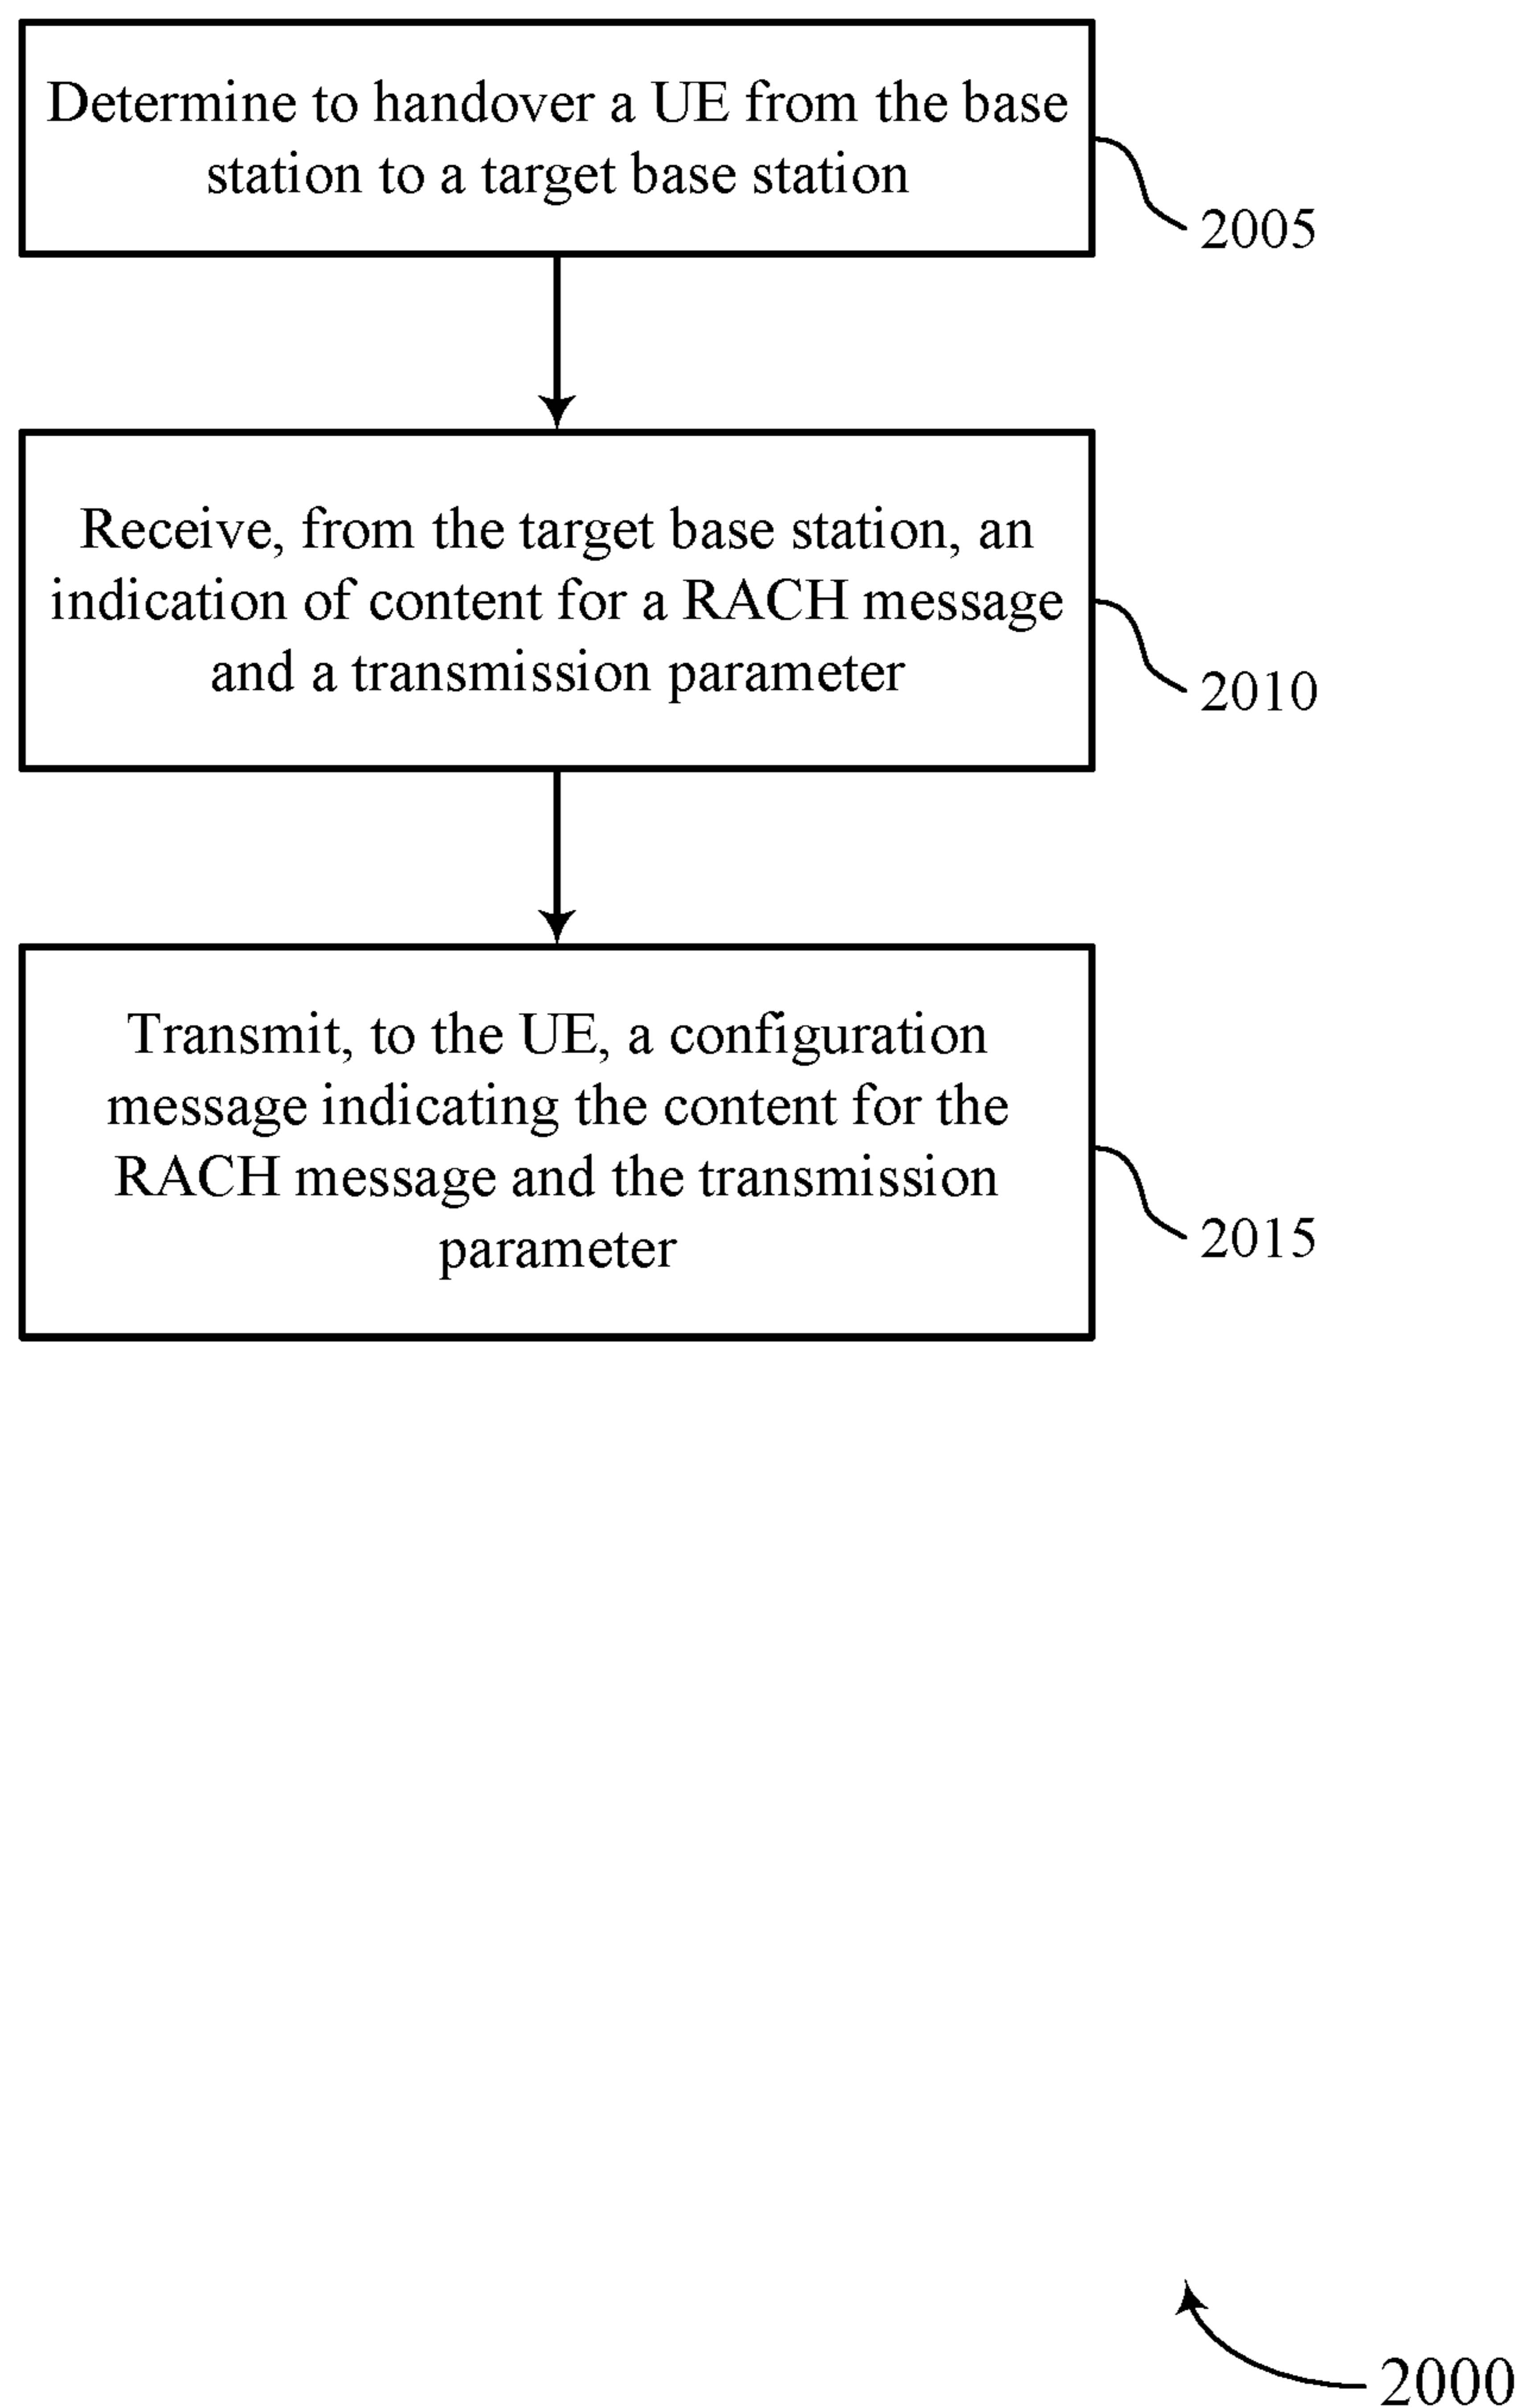 Determine to handover a UE from the base
station to a target base station
2005
Receive, from the target base station, an
indication of content for a RACH message
and a transmission parameter
2010
Transmit, to the UE, a configuration
message indicating the content for the
RACH message and the transmission
parameter
2015
2000